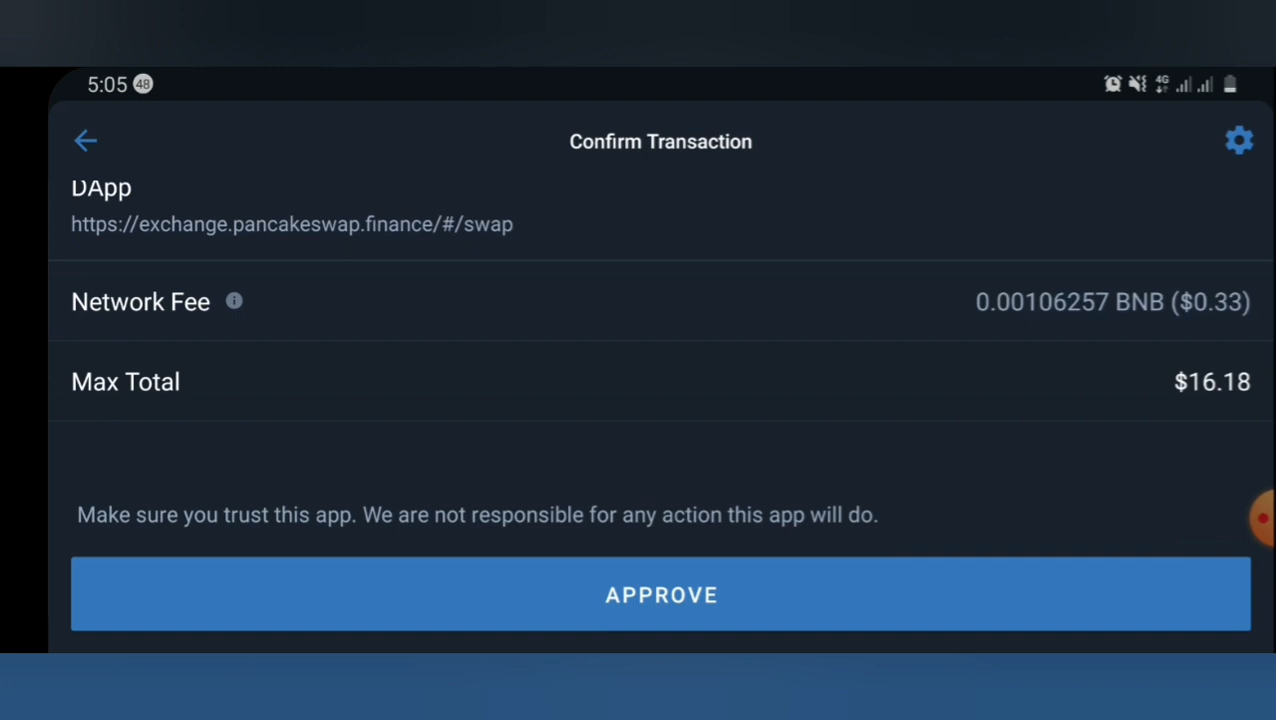 5:05 48
4G
Confirm Transaction
DApp
https://exchange.pancakeswap.finance/#/swap
Network Fee
0.00106257 BNB ($0.33)
Max Total
$16.18
Make sure you trust this app. We are not responsible for any action this app will do.
APPROVE